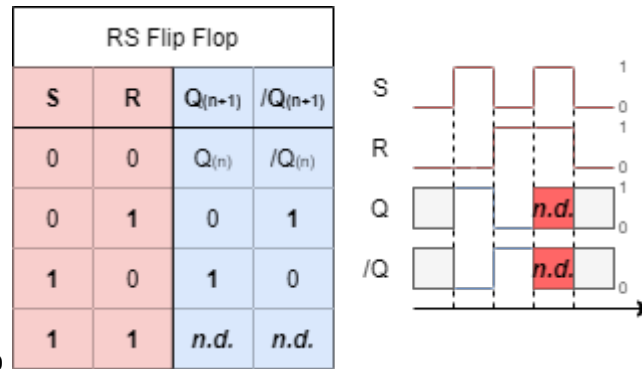 RS Flip Flop
S R Q(n+1) /Q(n+1)
0 0 Q(n) /Q(n)
0 1 0 1
1 0 1 0
1 1 n.d. n.d.
S 1
0
R 1
0
Q n.d. 1
0
/Q n.d. 1
0